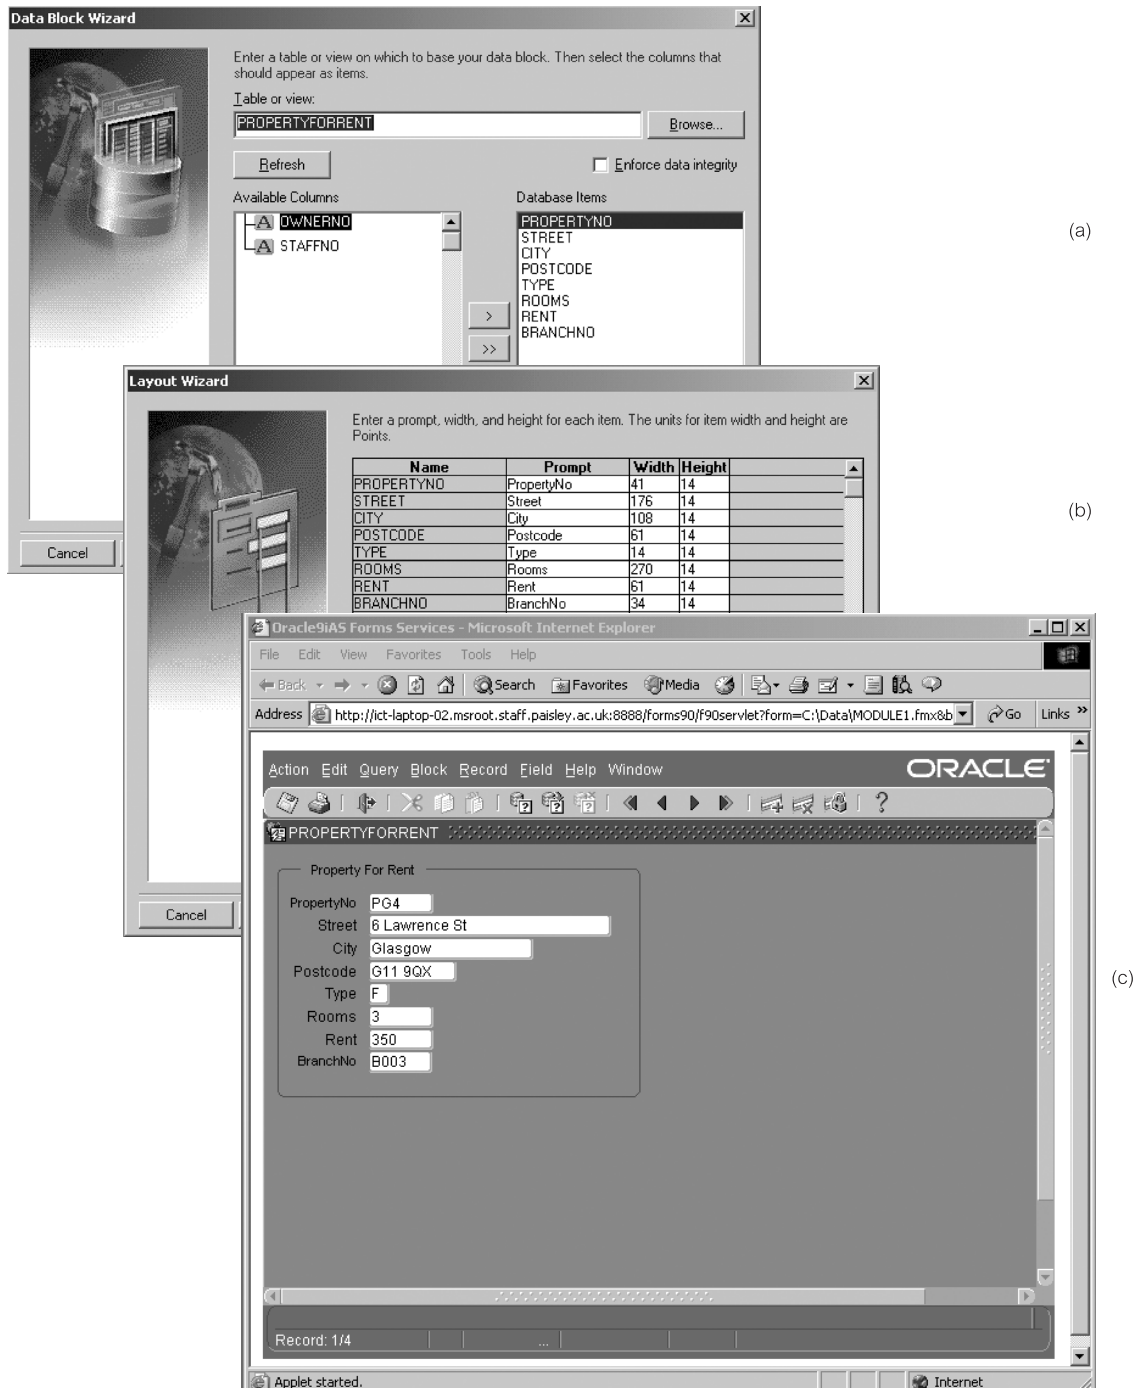 Data Block Wizard
Enter a table or view on which to base your data block. Then select the columns that
should appear as items.
Table or view:
PROPERTYFORRENT
Browse...
Refresh
Enforce data integrity
Available Columns
Database Items
OWNERNO
STAFFNO
PROPERTYNO
STREET
CITY
POSTCODE
TYPE
ROOMS
RENT
BRANCHNO
>
>>
Cancel
(a)
Layout Wizard
Enter a prompt, width, and height for each item. The units for item width and height are
Points.
Name Prompt Width Height
PROPERTYNO PropertyNo 41 14
STREET Street 176 14
CITY City 108 14
POSTCODE Postcode 61 14
TYPE Type 14 14
ROOMS Rooms 270 14
RENT Rent 61 14
BRANCHNO BranchNo 34 14
Cancel
(b)
Oracle9iAS Forms Services - Microsoft Internet Explorer
File Edit View Favorites Tools Help
Back Search Favorites Media
Address http://ict-laptop-02.msroot.staff.paisley.ac.uk:8888/forms90/f90servlet?form=C:\Data\MODULE1.fmx&b Go Links »
Action Edit Query Block Record Field Help Window ORACLE
PROPERTYFORRENT
Property For Rent
PropertyNo PG4
Street 6 Lawrence St
City Glasgow
Postcode G11 9QX
Type F
Rooms 3
Rent 350
BranchNo B003
(c)
Record: 1/4 ...
Applet started. Internet